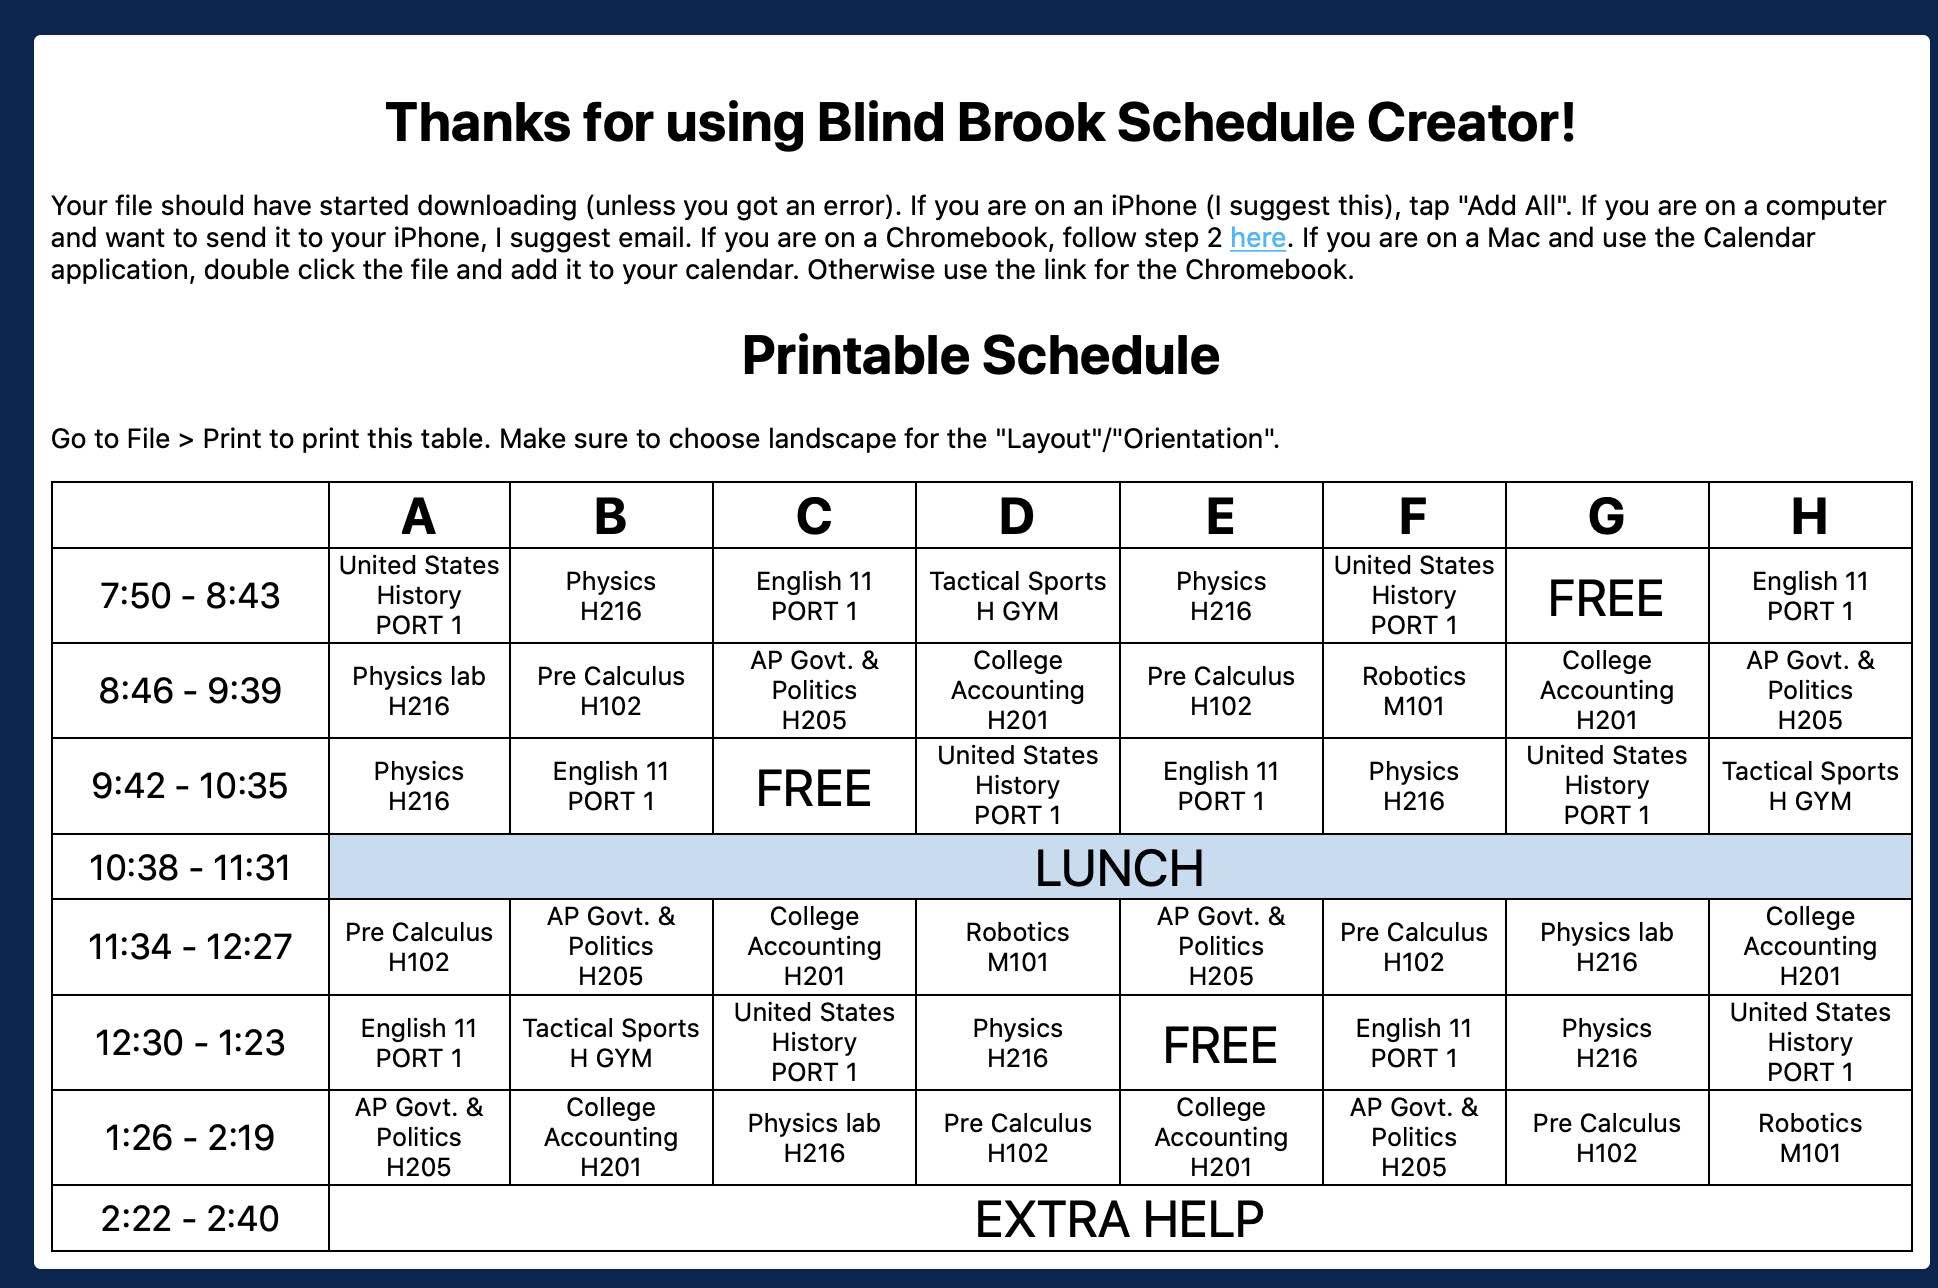 Thanks for using Blind Brook Schedule Creator!
Your file should have started downloading (unless you got an error). If you are on an iPhone (I suggest this), tap "Add All". If you are on a computer
and want to send it to your iPhone, I suggest email. If you are on a Chromebook, follow step 2 here. If you are on a Mac and use the Calendar
application, double click the file and add it to your calendar. Otherwise use the link for the Chromebook.
Printable Schedule
Go to File > Print to print this table. Make sure to choose landscape for the "Layout"/"Orientation".
A B C D E F G H
7:50 - 8:43
United States
History
PORT 1
Physics
H216
English 11
PORT 1
Tactical Sports
H GYM
Physics
H216
United States
History
PORT 1
FREE
English 11
PORT 1
8:46 - 9:39
Physics lab
H216
Pre Calculus
H102
AP Govt. &
Politics
H205
College
Accounting
H201
Pre Calculus
H102
Robotics
M101
College
Accounting
H201
AP Govt. &
Politics
H205
9:42 - 10:35
Physics
H216
English 11
PORT 1
FREE
United States
History
PORT 1
English 11
PORT 1
Physics
H216
United States
History
PORT 1
Tactical Sports
H GYM
10:38 - 11:31
LUNCH
11:34 - 12:27
Pre Calculus
H102
AP Govt. &
Politics
H205
College
Accounting
H201
Robotics
M101
AP Govt. &
Politics
H205
Pre Calculus
H102
Physics lab
H216
College
Accounting
H201
12:30 - 1:23
English 11
PORT 1
Tactical Sports
H GYM
United States
History
PORT 1
Physics
H216
FREE
English 11
PORT 1
Physics
H216
United States
History
PORT 1
1:26 - 2:19
AP Govt. &
Politics
H205
College
Accounting
H201
Physics lab
H216
Pre Calculus
H102
College
Accounting
H201
AP Govt. &
Politics
H205
Pre Calculus
H102
Robotics
M101
2:22 - 2:40
EXTRA HELP